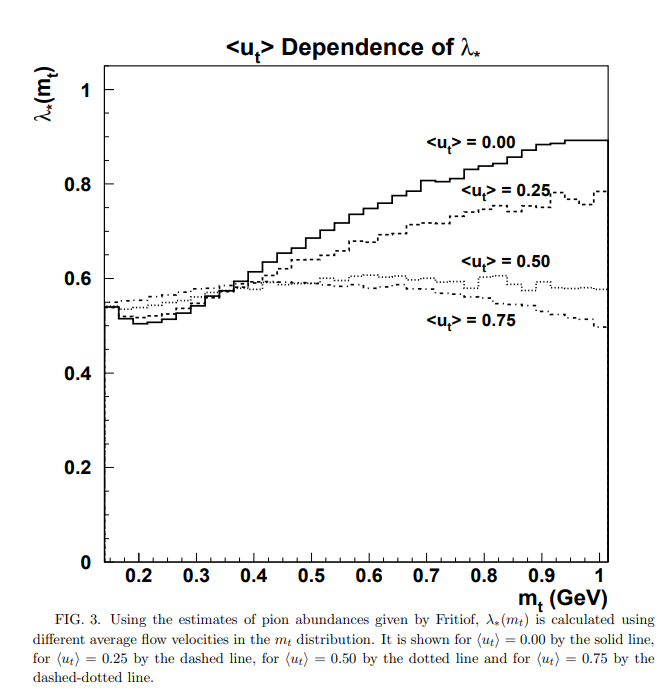 <u_t> Dependence of λ*
λ*(m_t)
1
0.8
0.6
0.4
0.2
0
<u_t> = 0.00
<u_t> = 0.25
<u_t> = 0.50
<u_t> = 0.75
0.2 0.3 0.4 0.5 0.6 0.7 0.8 0.9 1
m_t (GeV)
FIG. 3. Using the estimates of pion abundances given by Fritiof, λ*(m_t) is calculated using
different average flow velocities in the m_t distribution. It is shown for ⟨u_t⟩ = 0.00 by the solid line,
for ⟨u_t⟩ = 0.25 by the dashed line, for ⟨u_t⟩ = 0.50 by the dotted line and for ⟨u_t⟩ = 0.75 by the
dashed-dotted line.